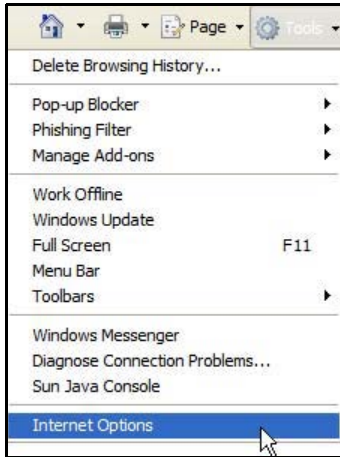 Page Tools
Delete Browsing History...
Pop-up Blocker
Phishing Filter
Manage Add-ons
Work Offline
Windows Update
Full Screen F11
Menu Bar
Toolbars
Windows Messenger
Diagnose Connection Problems...
Sun Java Console
Internet Options